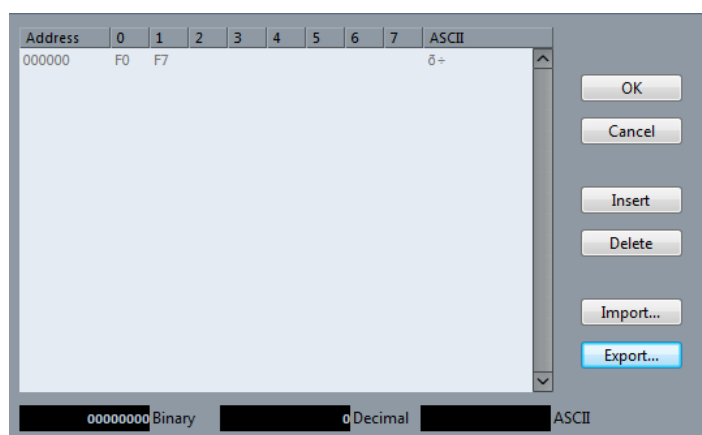 Address 0 1 2 3 4 5 6 7 ASCII
000000 F0 F7 õ÷
OK
Cancel
Insert
Delete
Import...
Export...
00000000 Binary 0 Decimal ASCII